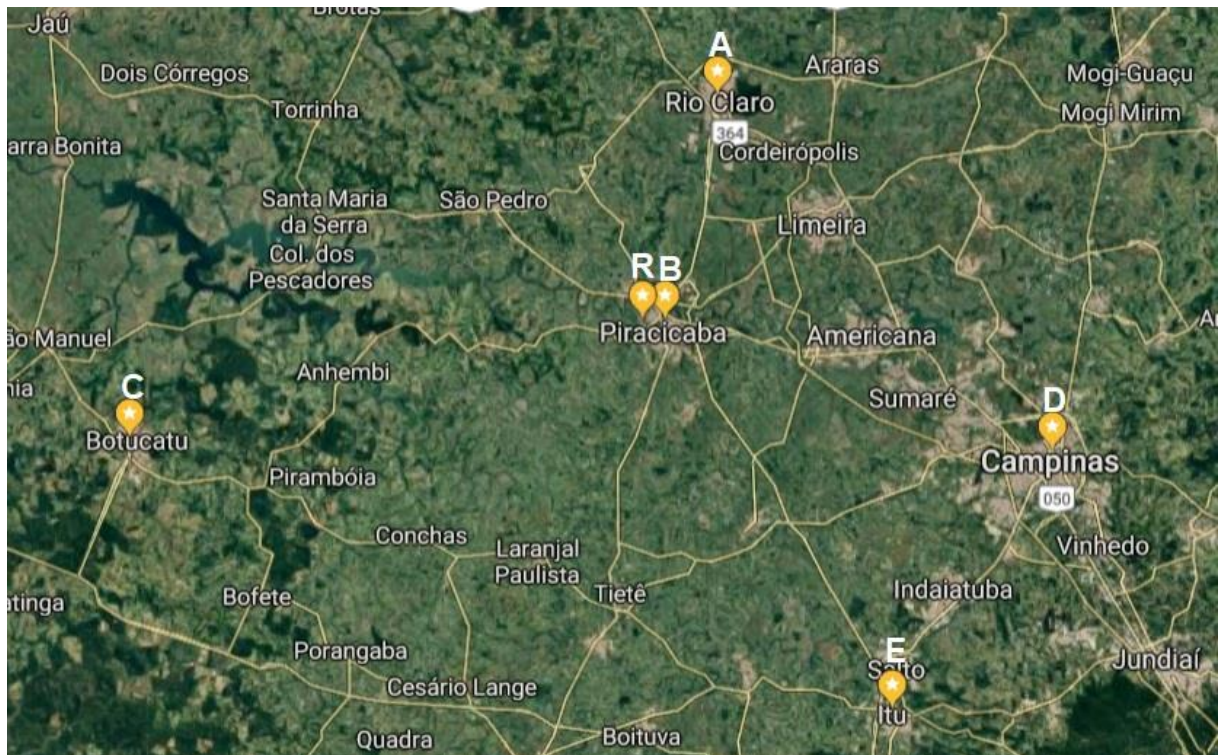 Brotas
Jaú
A
Araras
Dois Córregos
Mogi-Guaçu
Torrinha
Rio Claro
Mogi Mirim
364
arra Bonita
Cordeirópolis
Santa Maria
da Serra
São Pedro
Limeira
Col. dos
Pescadores
R B
ão Manuel
Piracicaba
Americana
Anhembi
nia
C
Sumaré
D
Botucatu
Campinas
Pirambóia
050
Conchas
Laranjal
Paulista
Vinhedo
atinga
Bofete
Tietê
Indaiatuba
Porangaba
E
Salto
Jundiaí
Cesário Lange
Itu
Quadra
Boituva